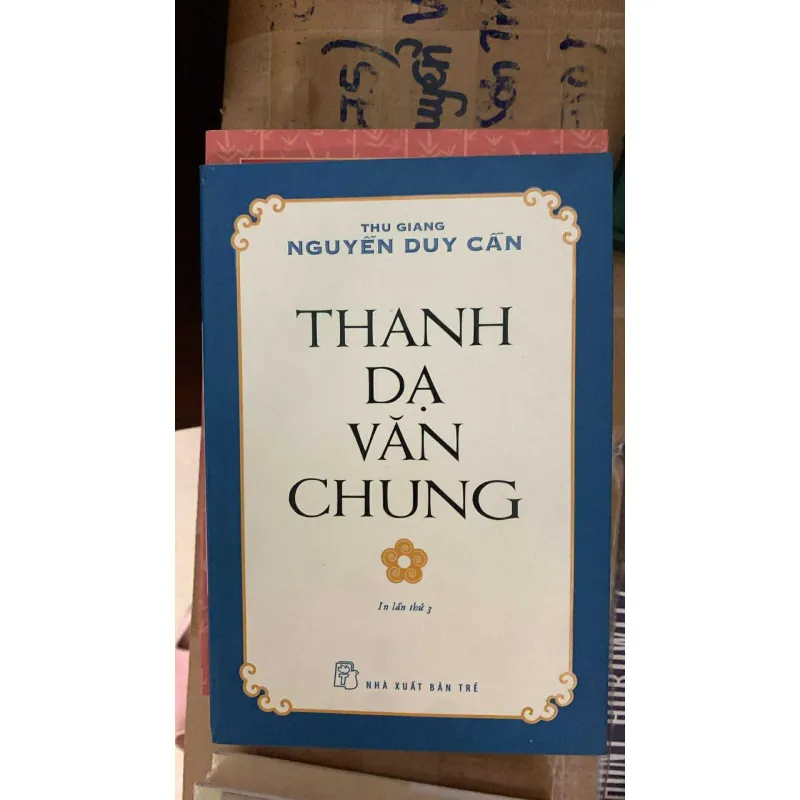 THU GIANG
NGUYỄN DUY CẦN
THANH
DẠ
VĂN
CHUNG
In lần thứ 3
NHÀ XUẤT BẢN TRẺ